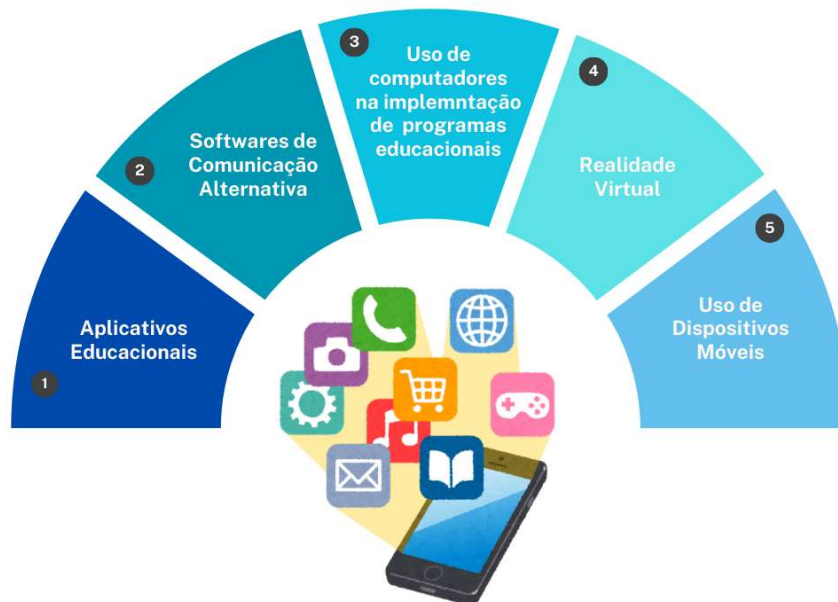 1
Aplicativos
Educacionais
2
Softwares de
Comunicação
Alternativa
3
Uso de
computadores
na implemntação
de programas
educacionais
4
Realidade
Virtual
5
Uso de
Dispositivos
Móveis